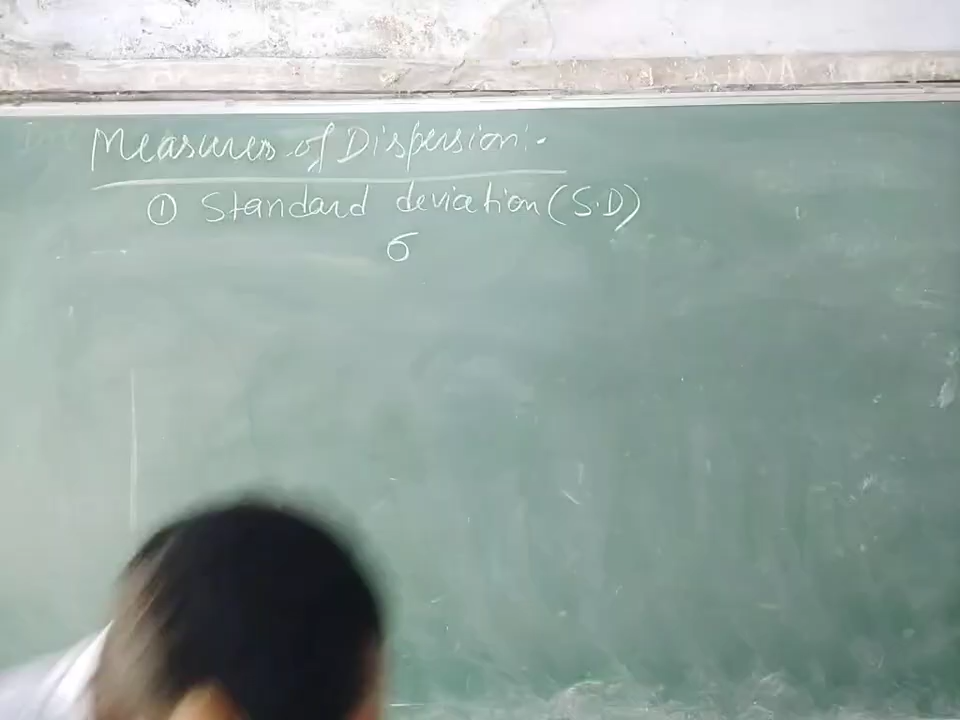 Measures of Dispersion:-
① Standard deviation (S.D)
σ